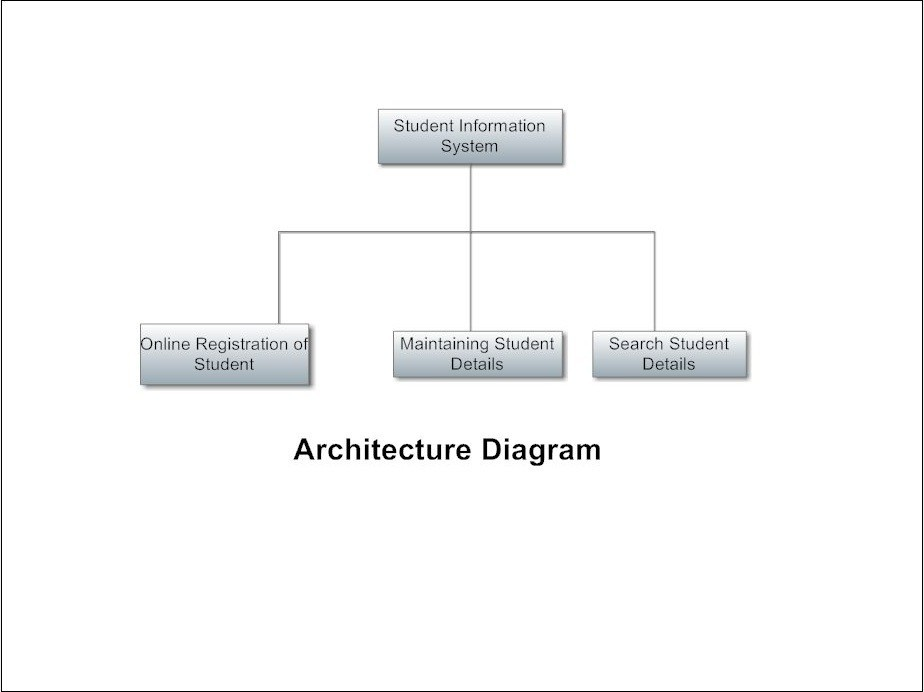 Student Information
System
Online Registration of
Student
Maintaining Student
Details
Search Student
Details
Architecture Diagram